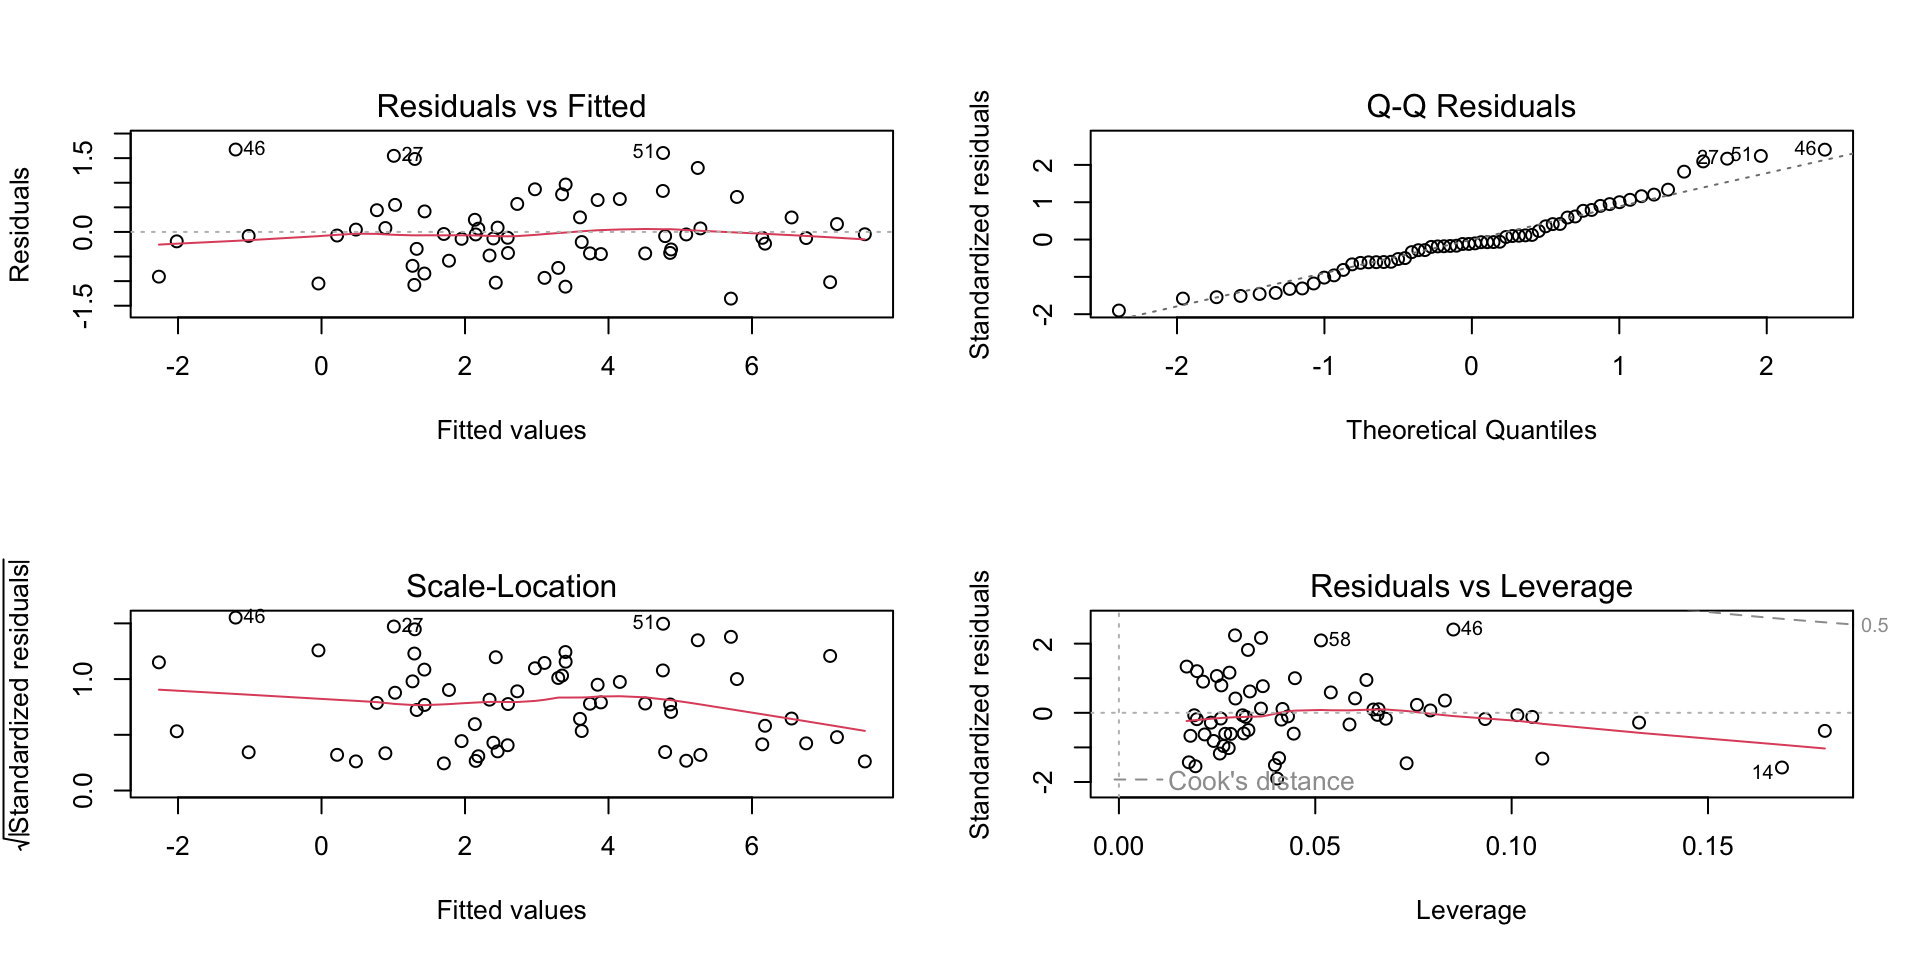 Residuals vs Fitted
Residuals
1.5
0.0
-1.5
46
27
51
-2 0 2 4 6
Fitted values
Q-Q Residuals
Standardized residuals
2
1
0
-2
27
51
46
-2 -1 0 1 2
Theoretical Quantiles
Scale-Location
√|Standardized residuals|
1.0
0.0
46
27
51
-2 0 2 4 6
Fitted values
Residuals vs Leverage
Standardized residuals
2
0
-2
58
46
14
0.5
Cook's distance
0.00 0.05 0.10 0.15
Leverage